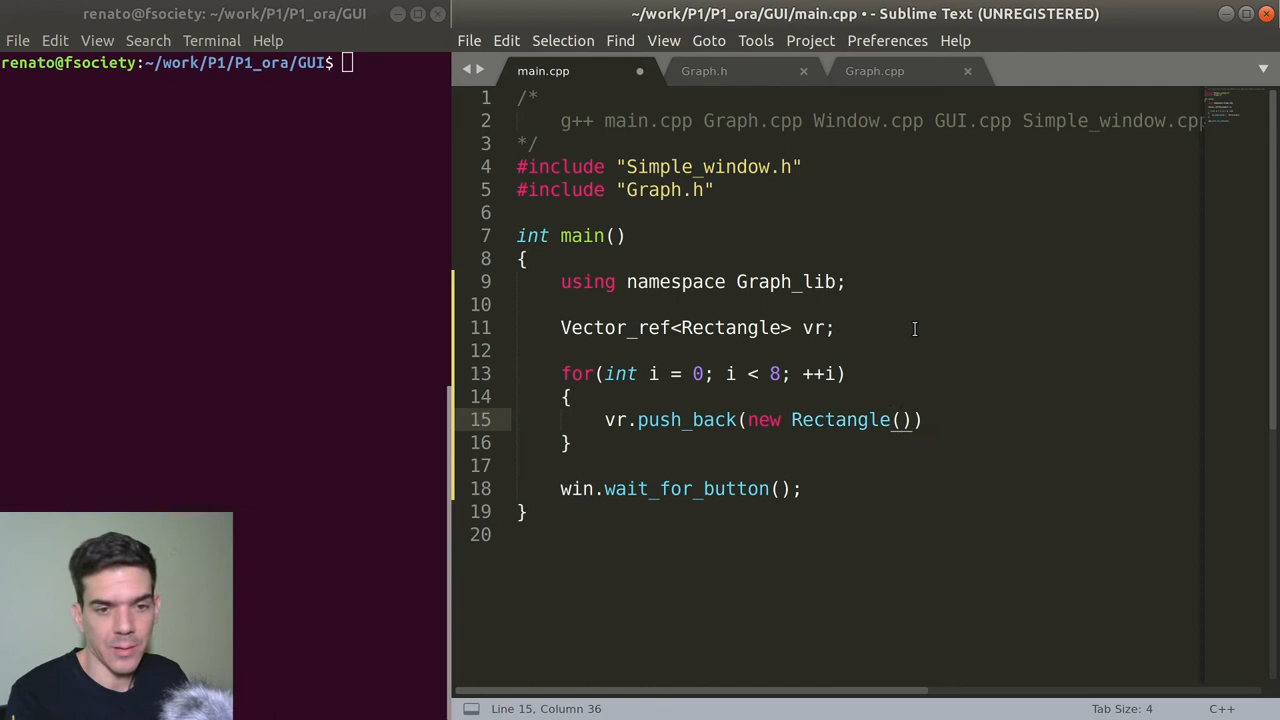 renato@fsociety: ~/work/P1/P1_ora/GUI
File Edit View Search Terminal Help
renato@fsociety:~/work/P1/P1_ora/GUI$
~/work/P1/P1_ora/GUI/main.cpp • - Sublime Text (UNREGISTERED)
File Edit Selection Find View Goto Tools Project Preferences Help
main.cpp Graph.h Graph.cpp
1 /*
2 g++ main.cpp Graph.cpp Window.cpp GUI.cpp Simple_window.cpp
3 */
4 #include "Simple_window.h"
5 #include "Graph.h"
6
7 int main()
8 {
9 using namespace Graph_lib;
10
11 Vector_ref<Rectangle> vr;
12
13 for(int i = 0; i < 8; ++i)
14 {
15 vr.push_back(new Rectangle())
16 }
17
18 win.wait_for_button();
19 }
20
Line 15, Column 36 Tab Size: 4 C++